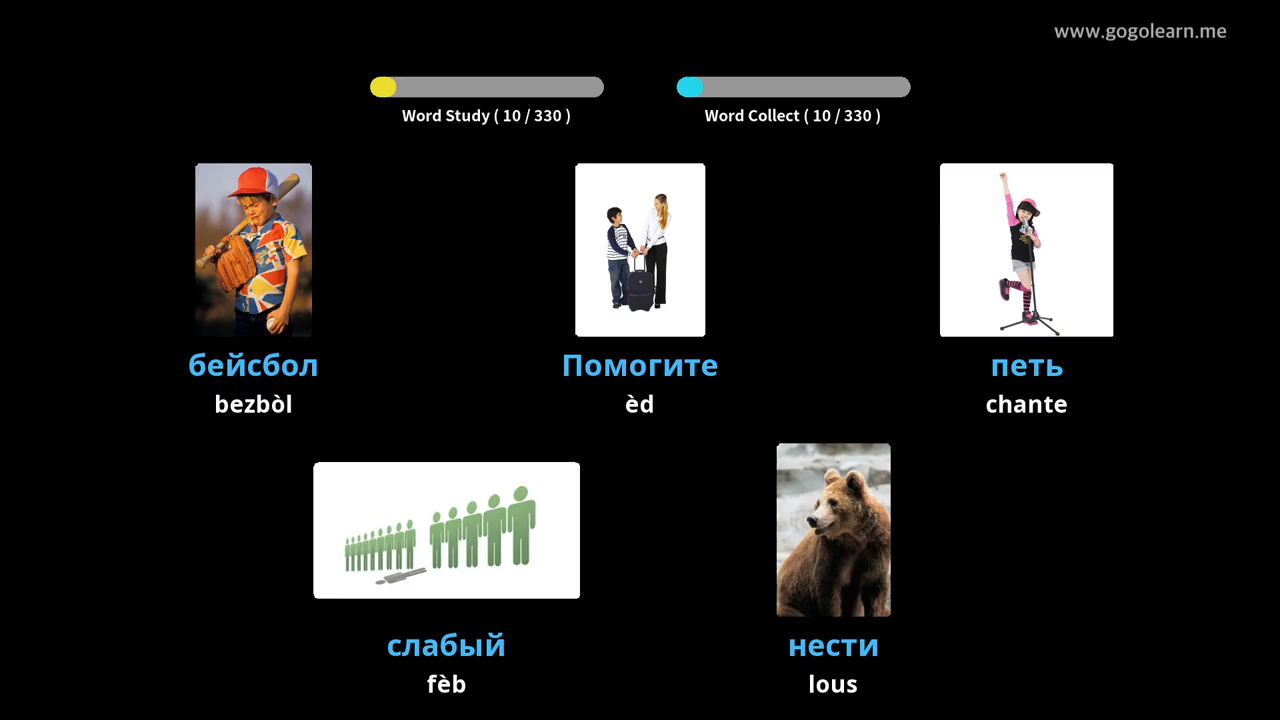 www.gogolearn.me
Word Study ( 10 / 330 )
Word Collect ( 10 / 330 )
бейсбол
bezbòl
Помогите
èd
петь
chante
слабый
fèb
нести
lous